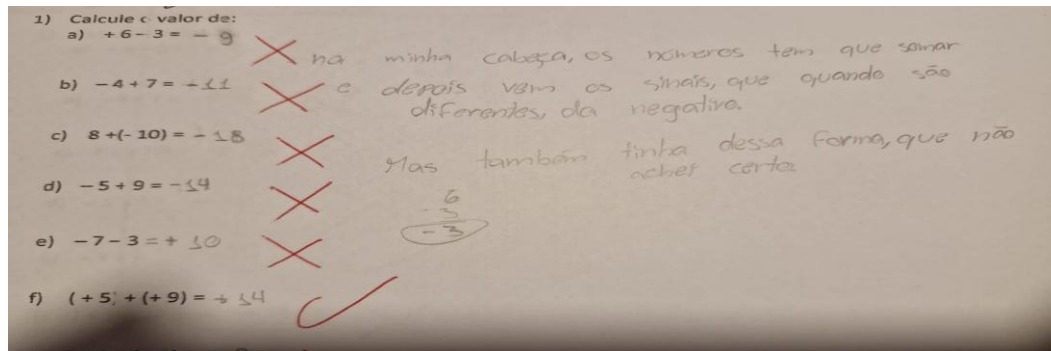 1) Calcule o valor de:
a) + 6 – 3 = - 9
na minha cabeça, os números tem que somar
b) – 4 + 7 = - 11
e depois vem os sinais, que quando são
diferentes, da negativo.
c) 8 +(- 10) = - 18
Mas também tinha dessa forma, que não
achei certo
d) – 5 + 9 = - 14
6
- 3
- 3
e) – 7 – 3 = + 10
f) (+ 5) + (+ 9) = + 14